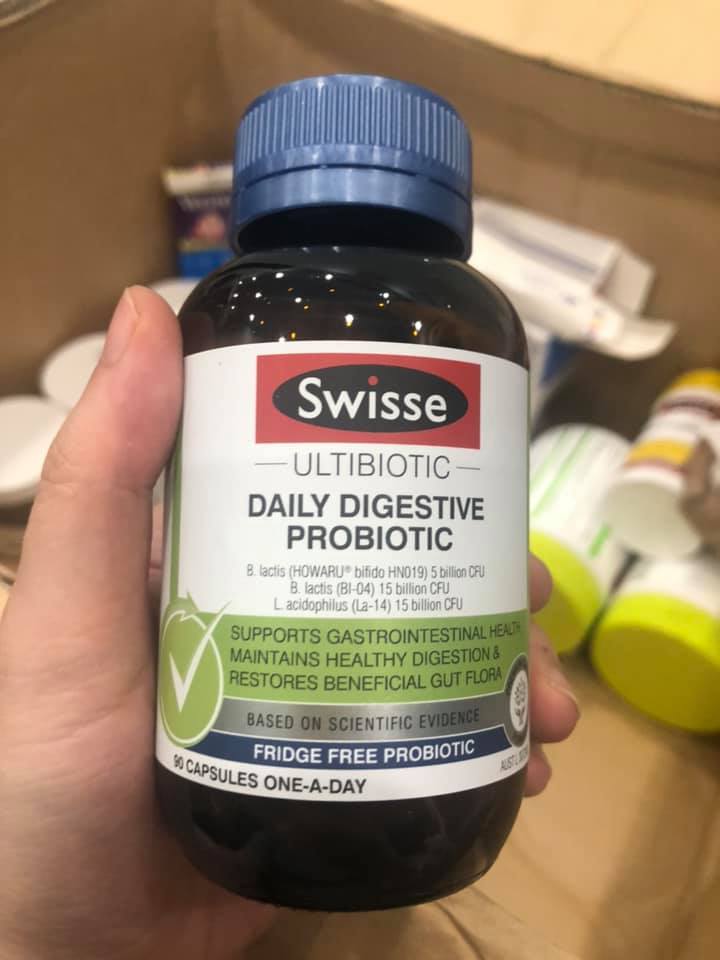 Swisse
ULTIBIOTIC
DAILY DIGESTIVE
PROBIOTIC
B. lactis (HOWARU® bifido HN019) 5 billion CFU
B. lactis (BI-04) 15 billion CFU
L. acidophilus (La-14) 15 billion CFU
SUPPORTS GASTROINTESTINAL HEALTH
MAINTAINS HEALTHY DIGESTION &
RESTORES BENEFICIAL GUT FLORA
BASED ON SCIENTIFIC EVIDENCE
FRIDGE FREE PROBIOTIC
90 CAPSULES ONE-A-DAY
AUST L